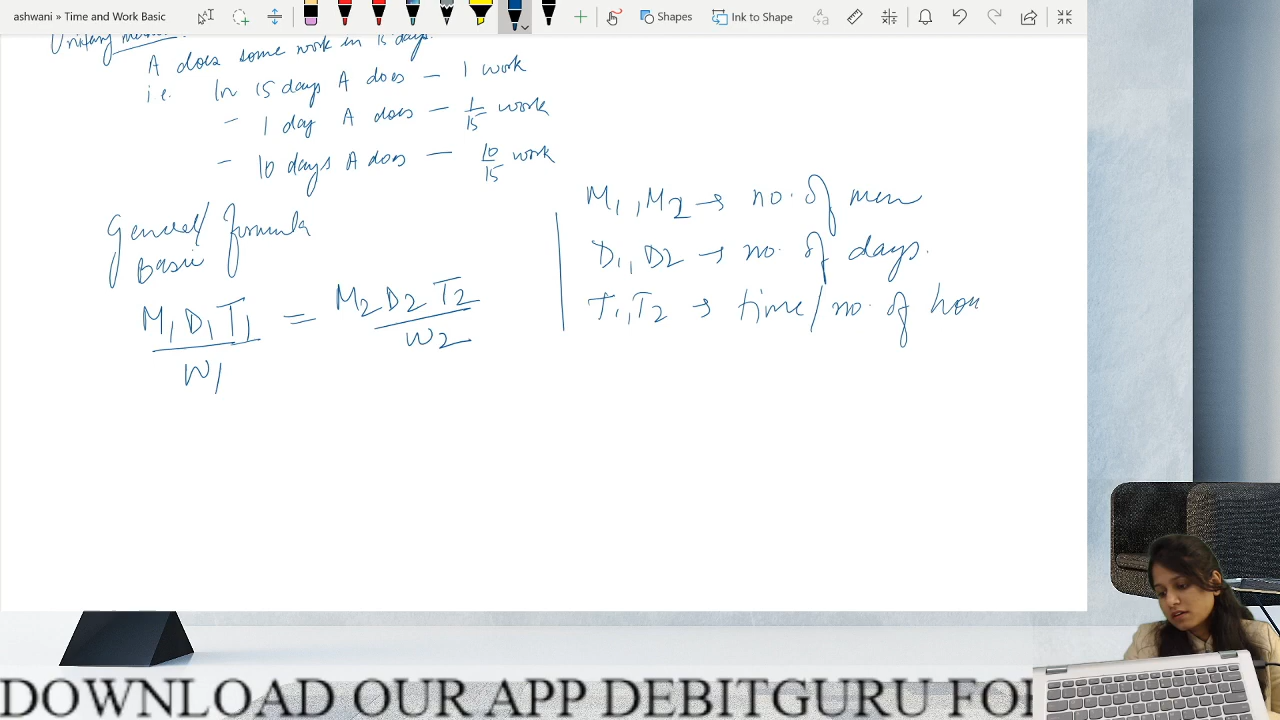 ashwani » Time and Work Basic
Shapes
Ink to Shape
Unitary
A does some work in 15 days.
i.e. In 15 days A does – 1 work
– 1 day A does – 1/15 work
– 10 days A does – 10/15 work
General/ formula
Basic
M1 D1 T1 / W1 = M2 D2 T2 / W2
M1, M2 → no. of men
D1, D2 → no. of days.
T1, T2 → time/no. of hou
DOWNLOAD OUR APP DEBITGURU FOR